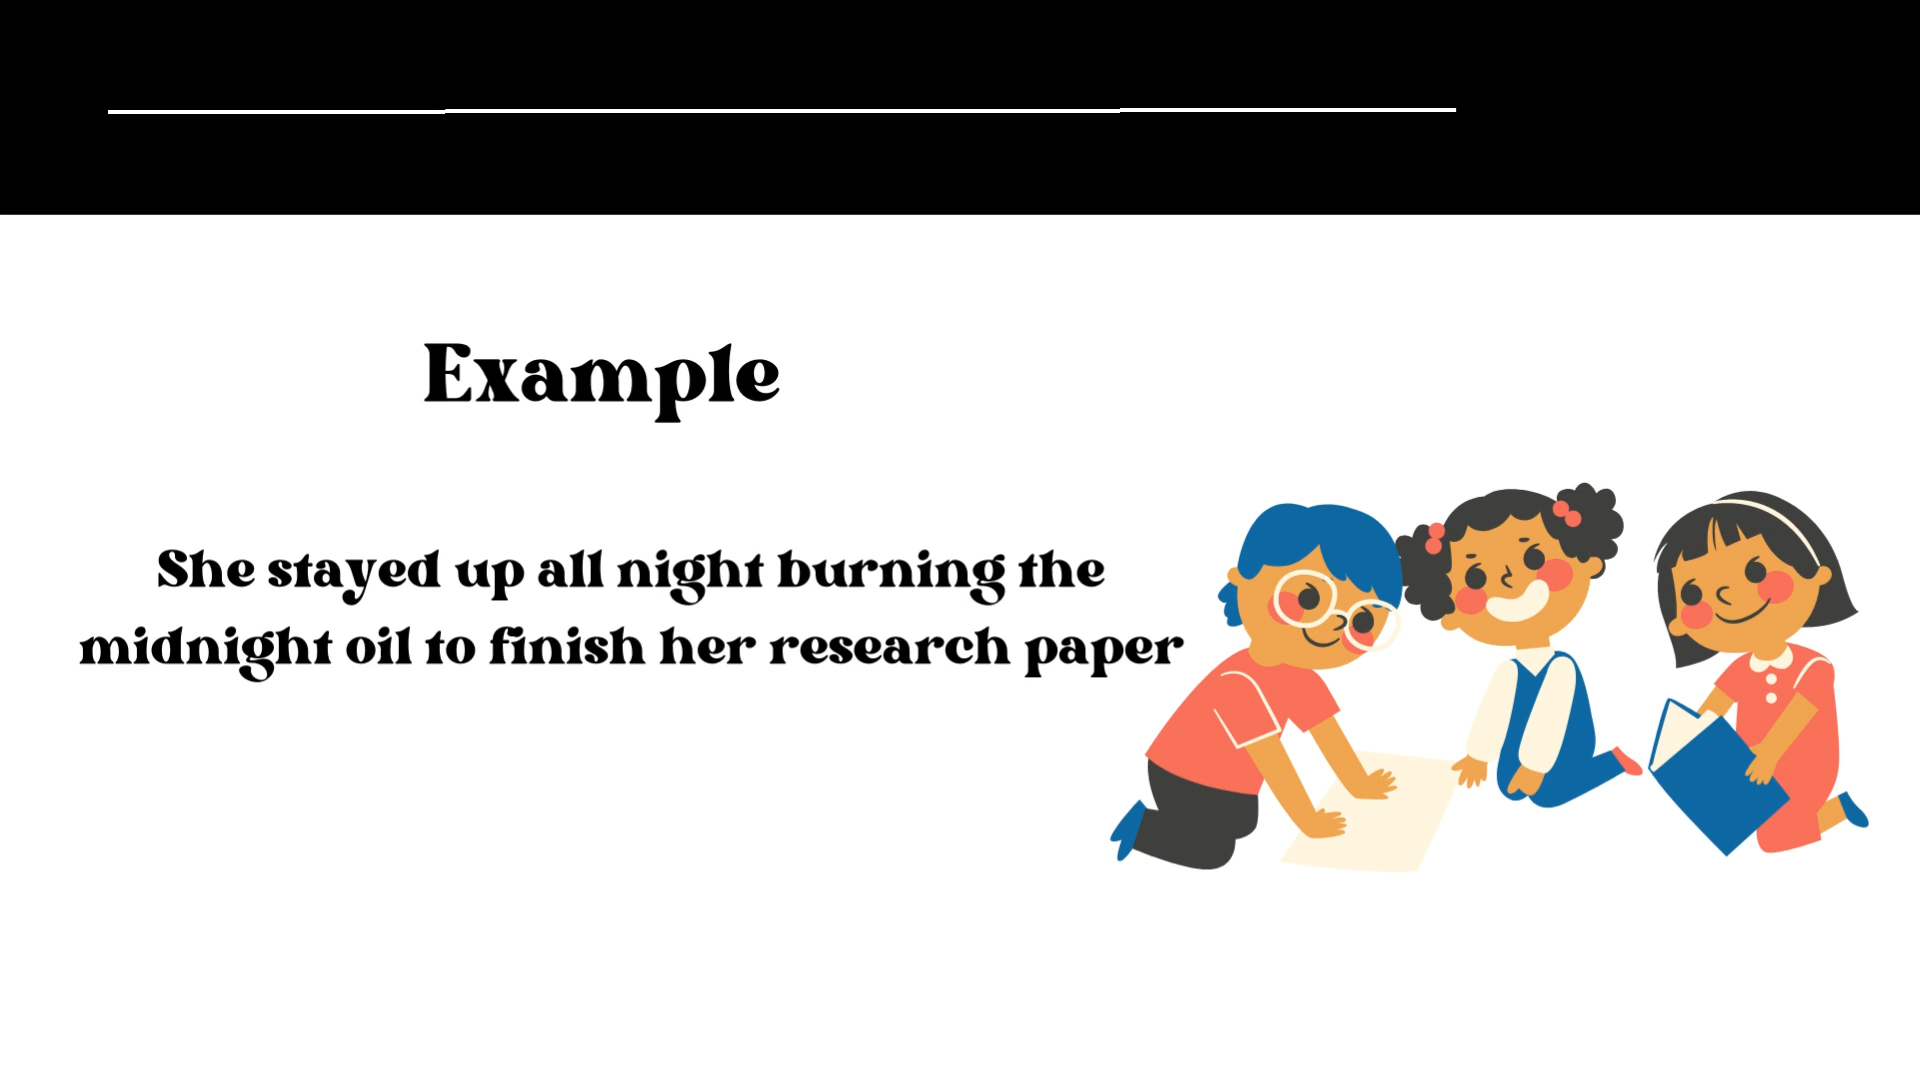 Example
She stayed up all night burning the
midnight oil to finish her research paper